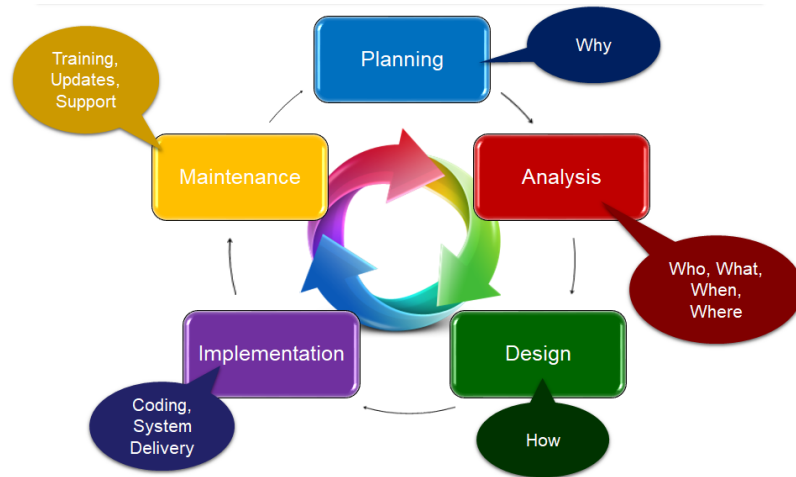 Planning
Why
Training,
Updates,
Support
Maintenance
Analysis
Who, What,
When,
Where
Implementation
Design
Coding,
System
Delivery
How